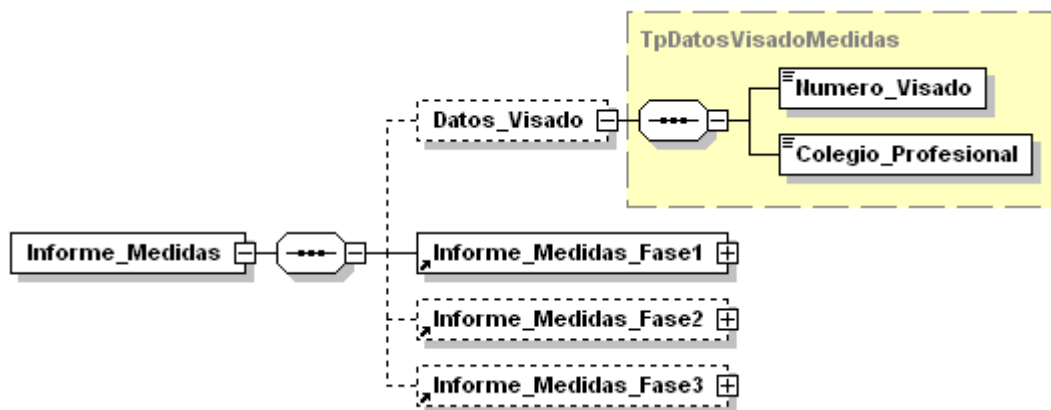 TpDatosVisadoMedidas
Numero_Visado
Datos_Visado
Colegio_Profesional
Informe_Medidas
Informe_Medidas_Fase1
Informe_Medidas_Fase2
Informe_Medidas_Fase3